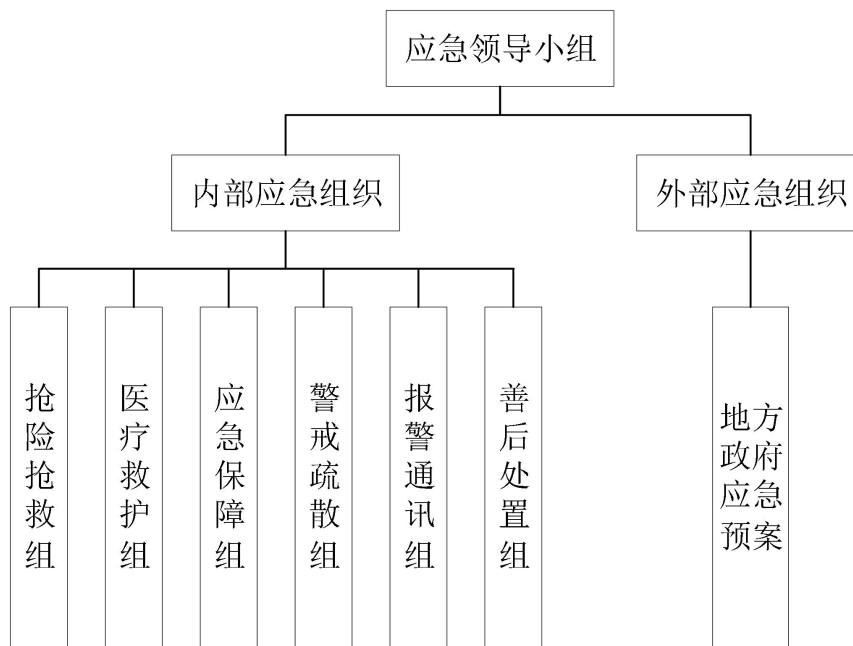 应急领导小组
内部应急组织
外部应急组织
抢险抢救组
医疗救护组
应急保障组
警戒疏散组
报警通讯组
善后处置组
地方
政府
应急
预案